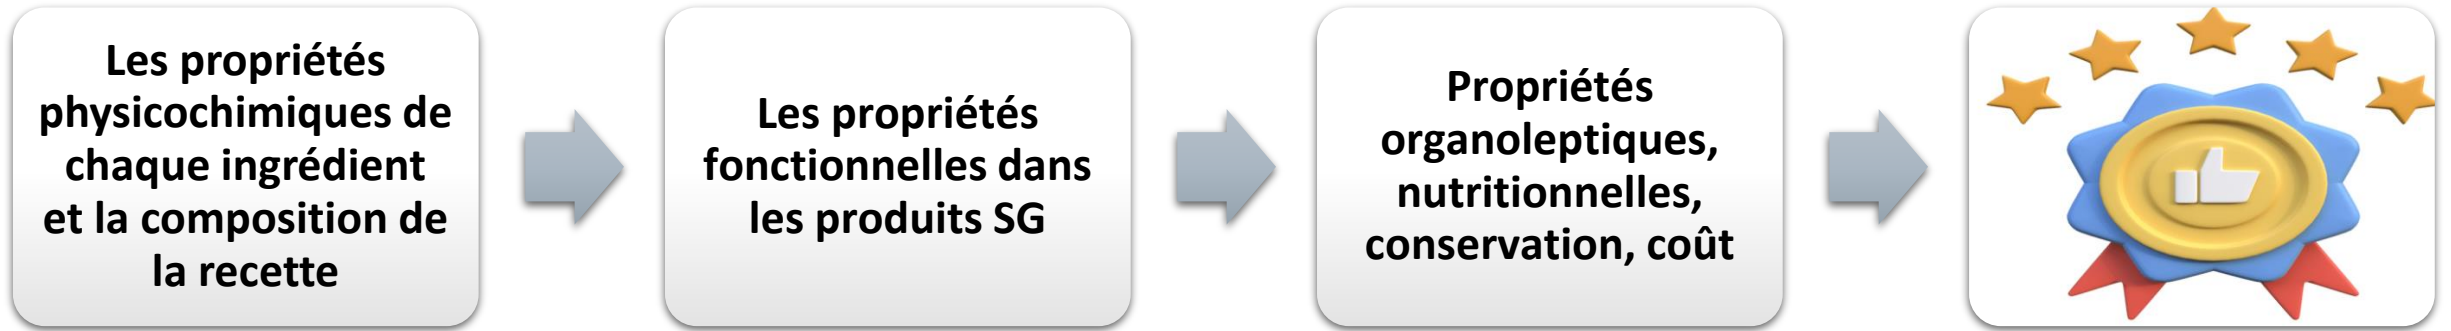 Les propriétés
physicochimiques de
chaque ingrédient
et la composition de
la recette
Les propriétés
fonctionnelles dans
les produits SG
Propriétés
organoleptiques,
nutritionnelles,
conservation, coût